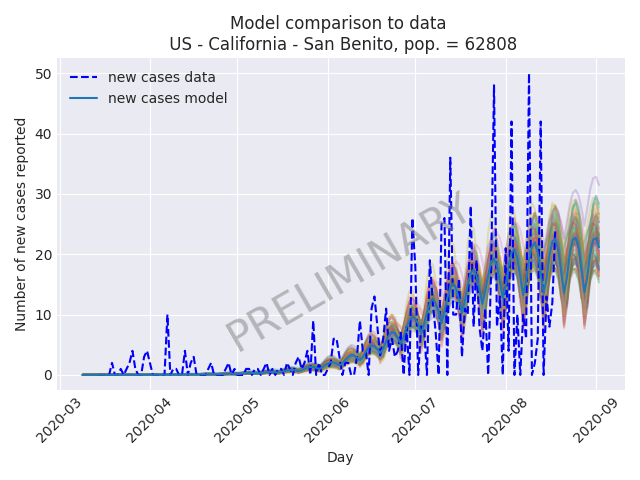 Model comparison to data
US - California - San Benito, pop. = 62808
new cases data
new cases model
PRELIMINARY
Number of new cases reported
50
40
30
20
10
0
2020-03
2020-04
2020-05
2020-06
2020-07
2020-08
2020-09
Day